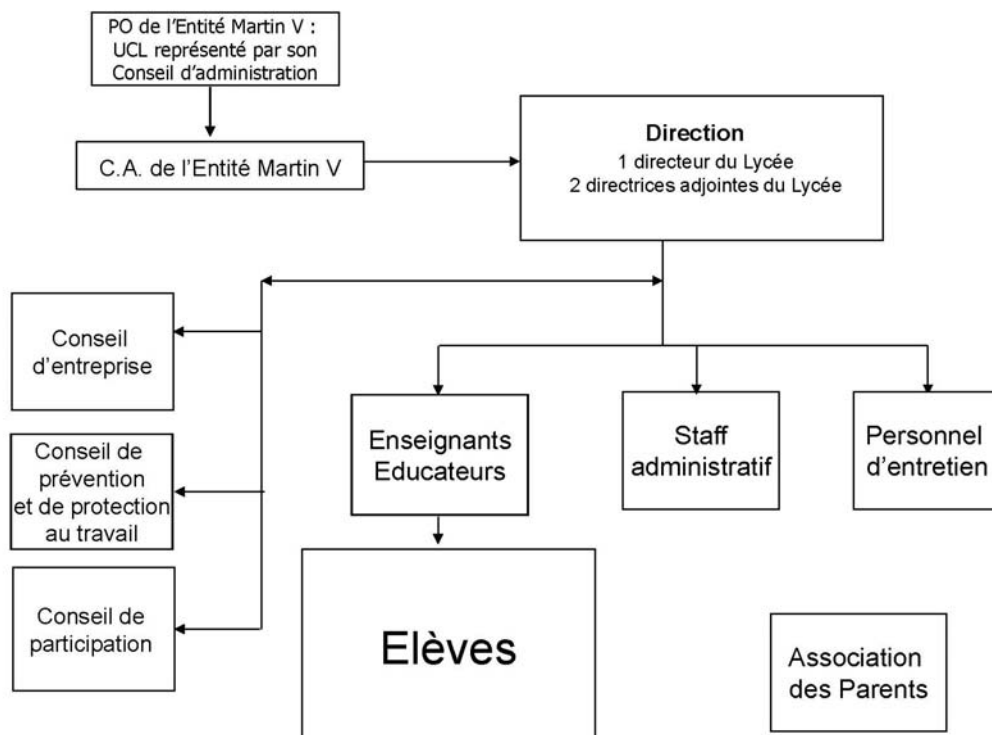 PO de l'Entité Martin V :
UCL représenté par son
Conseil d'administration
C.A. de l'Entité Martin V
Direction
1 directeur du Lycée
2 directrices adjointes du Lycée
Conseil
d'entreprise
Conseil de
prévention
et de protection
au travail
Conseil de
participation
Enseignants
Educateurs
Staff
administratif
Personnel
d'entretien
Elèves
Association
des Parents